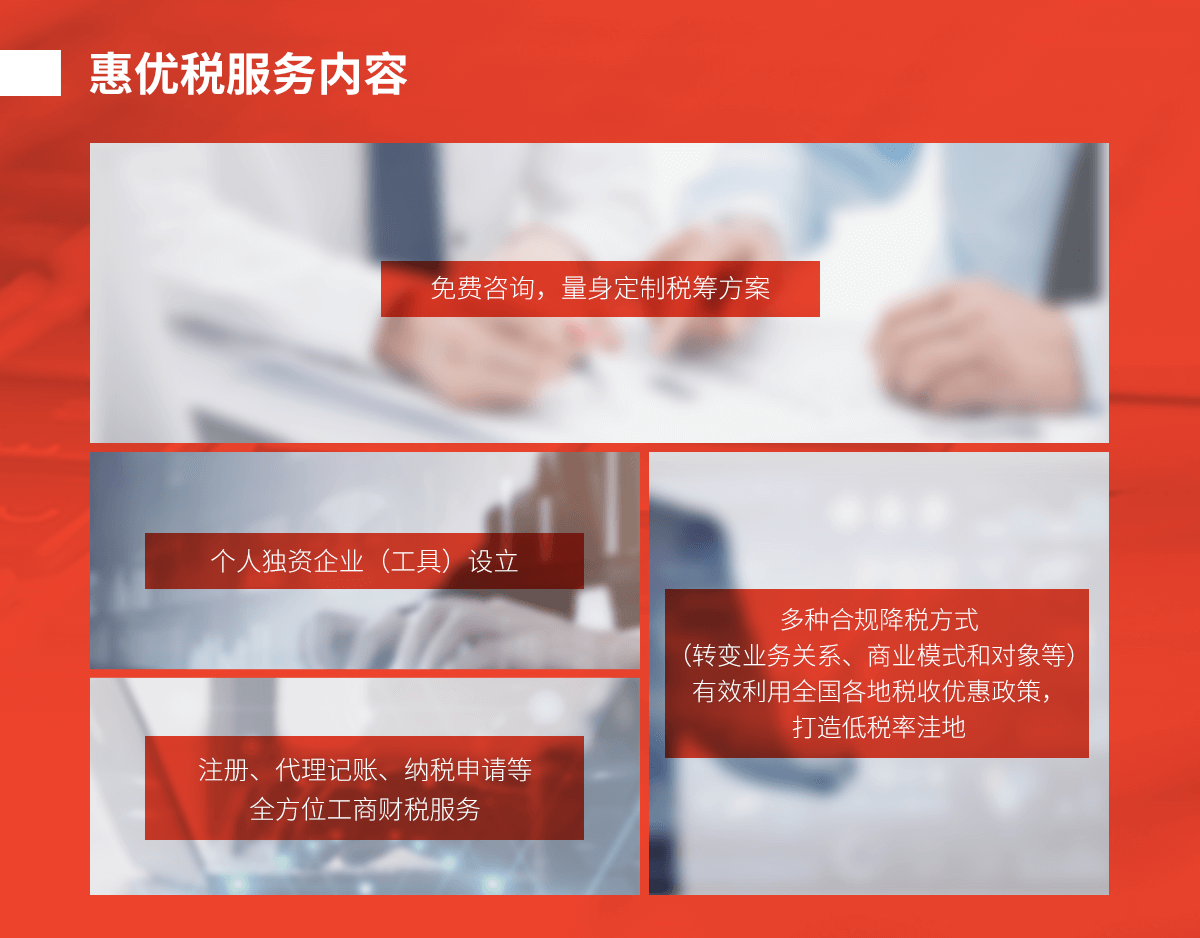 惠优税服务内容
免费咨询，量身定制税筹方案
个人独资企业（工具）设立
多种合规降税方式
（转变业务关系、商业模式和对象等）
有效利用全国各地税收优惠政策，
打造低税率洼地
注册、代理记账、纳税申请等
全方位工商财税服务